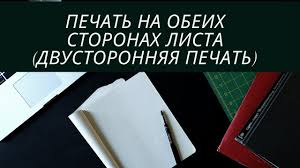 ПЕЧАТЬ НА ОБЕИХ
СТОРОНАХ ЛИСТА
(ДВУСТОРОННЯЯ ПЕЧАТЬ)